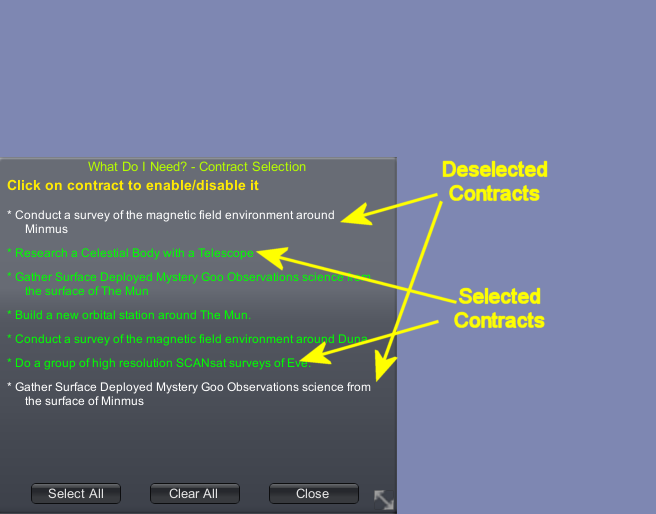 What Do I Need? - Contract Selection
Click on contract to enable/disable it
* Conduct a survey of the magnetic field environment around
Minmus
* Research a Celestial Body with a Telescope
* Gather Surface Deployed Mystery Goo Observations science from
the surface of The Mun
* Build a new orbital station around The Mun.
* Conduct a survey of the magnetic field environment around Duna.
* Do a group of high resolution SCANsat surveys of Eve.
* Gather Surface Deployed Mystery Goo Observations science from
the surface of Minmus
Select All
Clear All
Close
Deselected
Contracts
Selected
Contracts